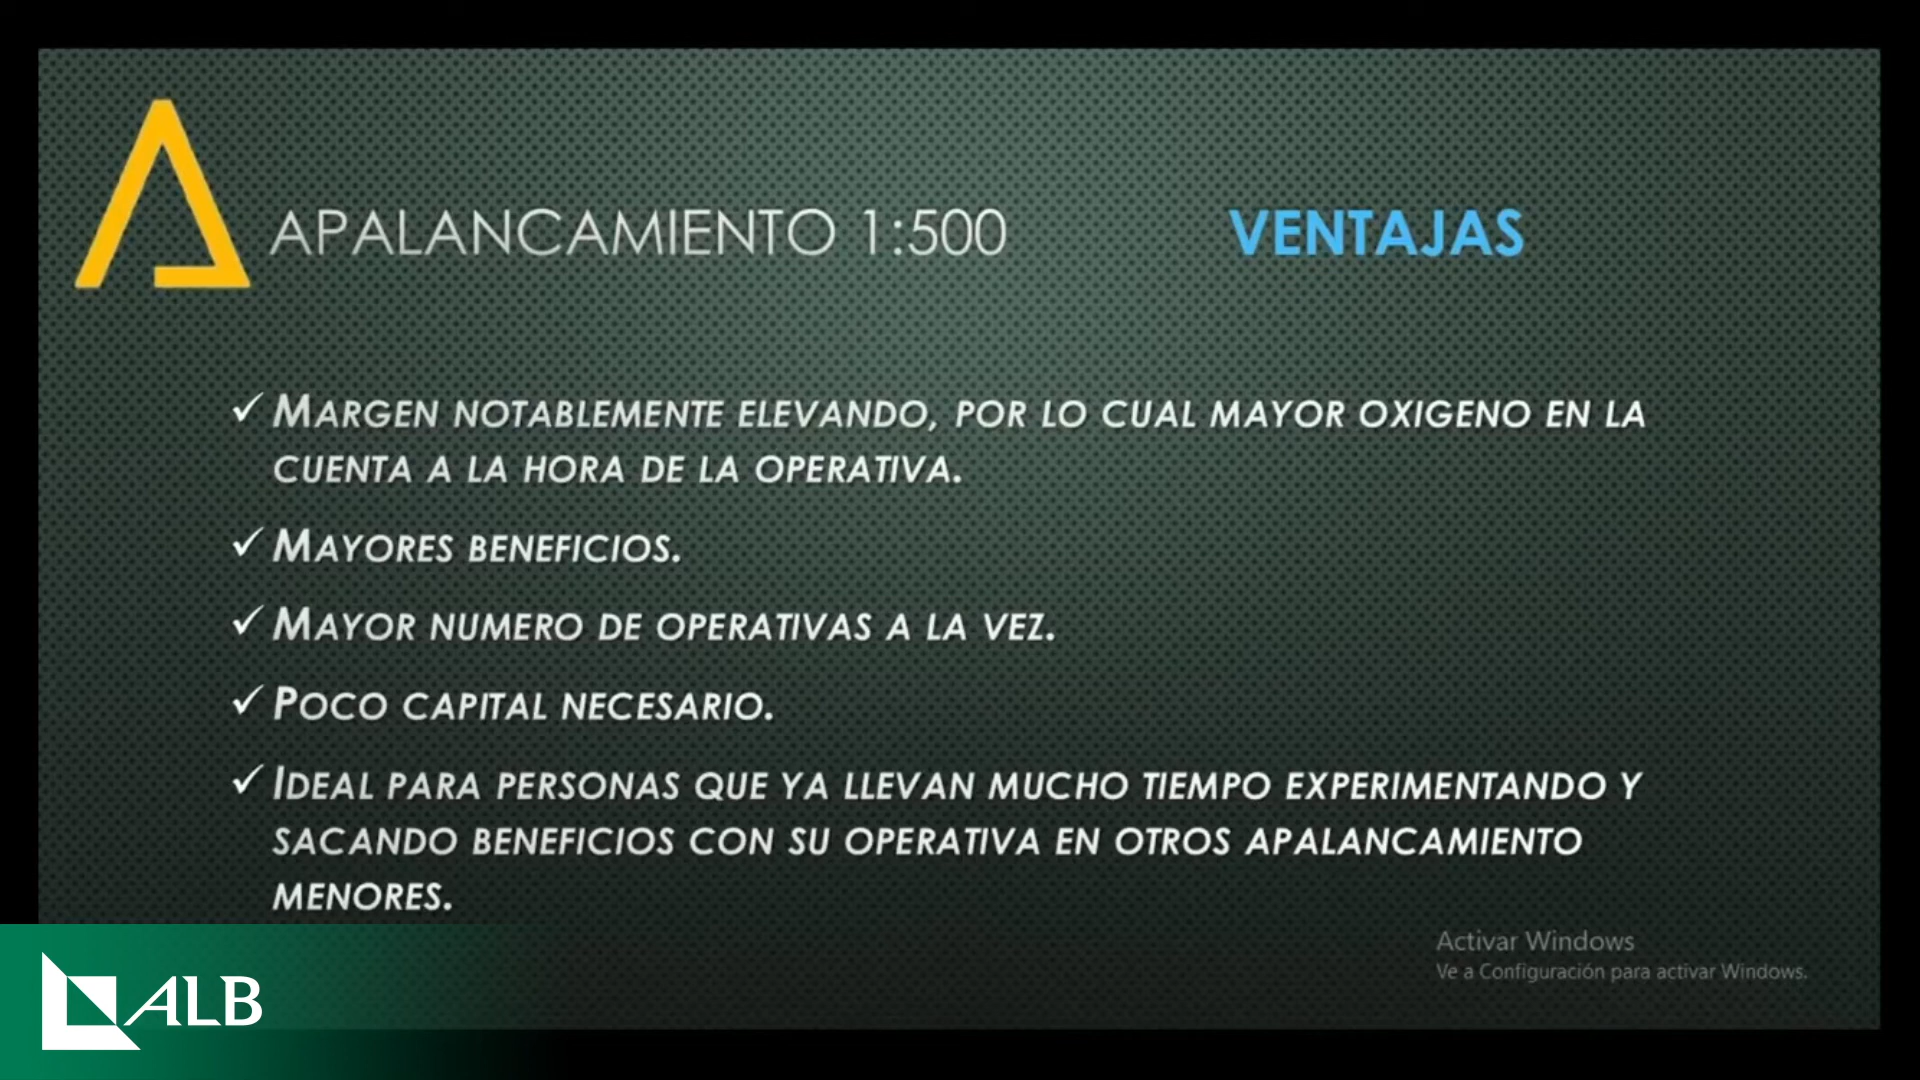 APALANCAMIENTO 1:500 VENTAJAS
✓ MARGEN NOTABLEMENTE ELEVANDO, POR LO CUAL MAYOR OXIGENO EN LA
CUENTA A LA HORA DE LA OPERATIVA.
✓ MAYORES BENEFICIOS.
✓ MAYOR NUMERO DE OPERATIVAS A LA VEZ.
✓ POCO CAPITAL NECESARIO.
✓ IDEAL PARA PERSONAS QUE YA LLEVAN MUCHO TIEMPO EXPERIMENTANDO Y
SACANDO BENEFICIOS CON SU OPERATIVA EN OTROS APALANCAMIENTO
MENORES.
Activar Windows
Ve a Configuración para activar Windows.
ALB